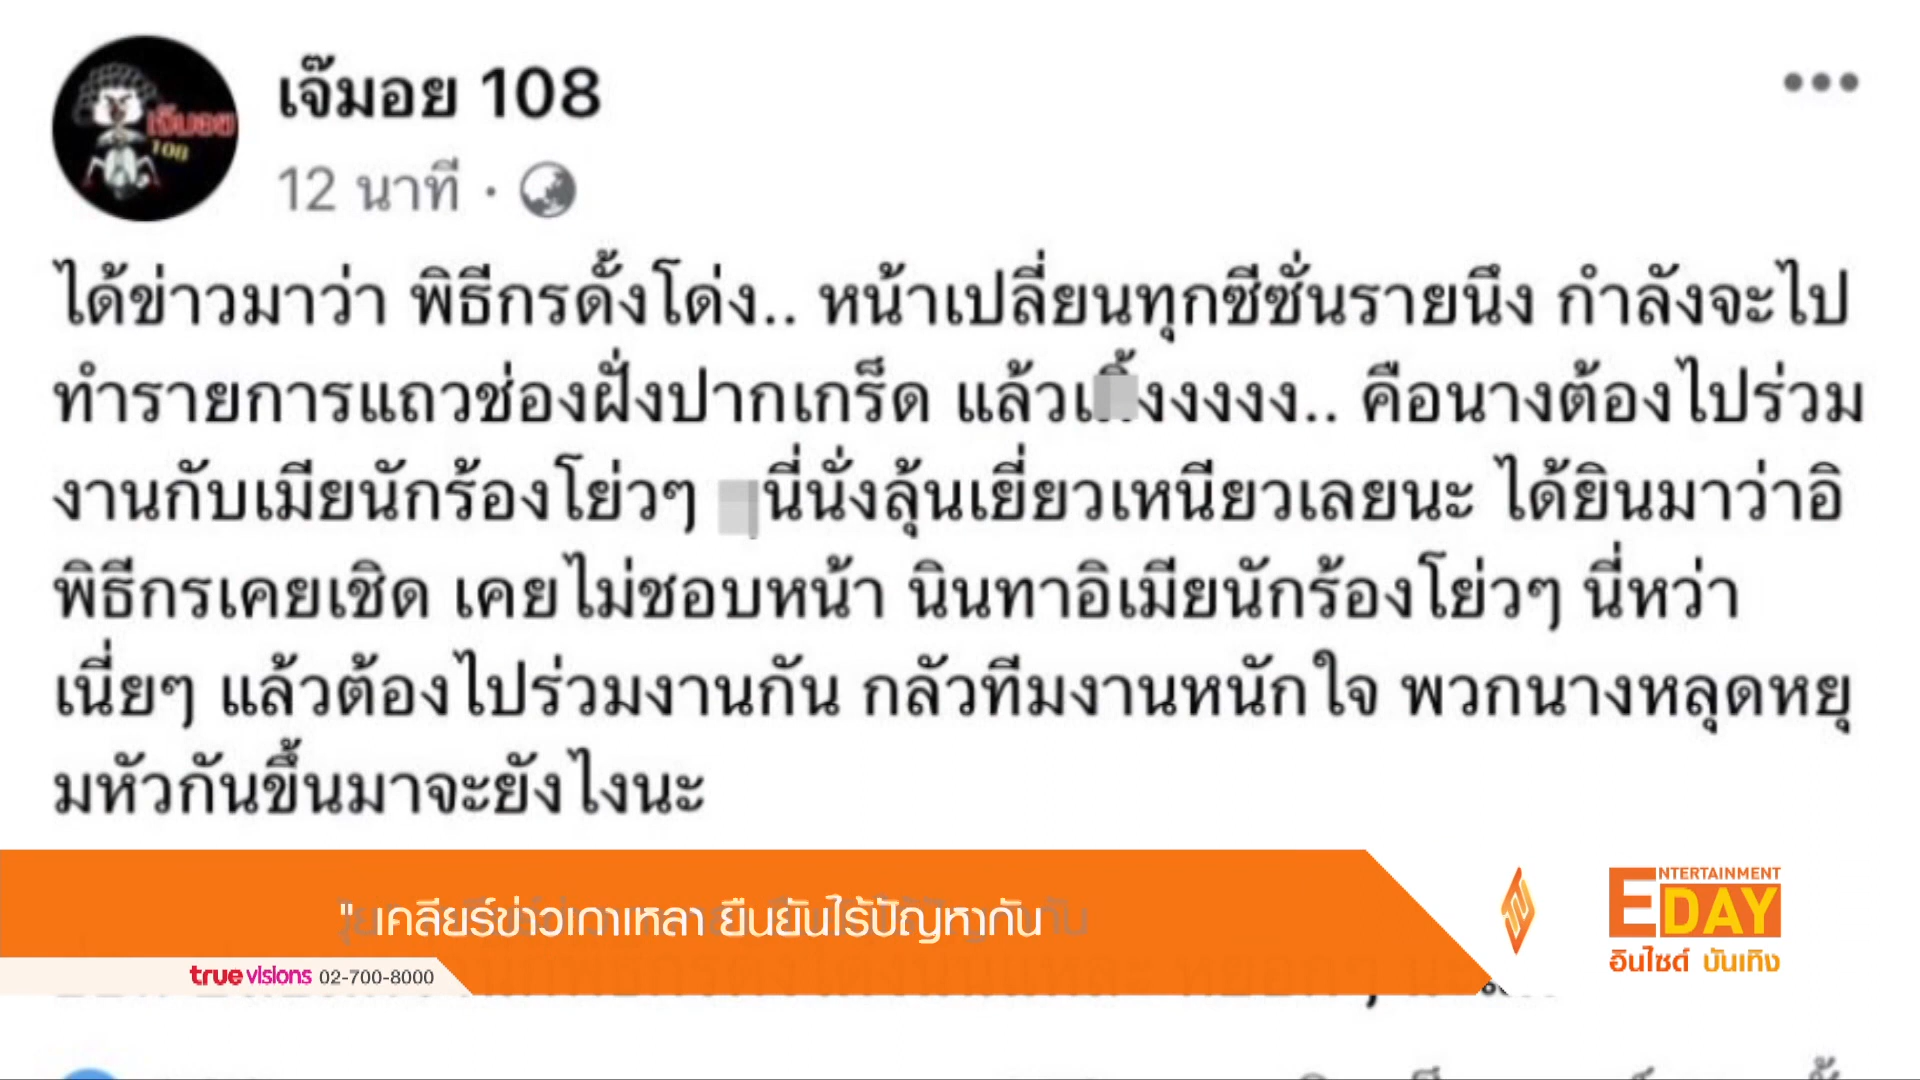 เจ๊มอย 108
เจ๊มอย
108
12 นาที ·
ได้ข่าวมาว่า พิธีกรดั้งโด่ง.. หน้าเปลี่ยนทุกซีซั่นรายนึง กำลังจะไป
ทำรายการแถวช่องฝั่งปากเกร็ด แล้ว งงงงง.. คือนางต้องไปร่วม
งานกับเมียนักร้องโย่วๆ นี่นั่งลุ้นเยี่ยวเหนียวเลยนะ ได้ยินมาว่าอิ
พิธีกรเคยเชิด เคยไม่ชอบหน้า นินทาอิเมียนักร้องโย่วๆ นี่หว่า
เนี่ยๆ แล้วต้องไปร่วมงานกัน กลัวทีมงานหนักใจ พวกนางหลุดหยุ
มหัวกันขึ้นมาจะยังไงนะ
" เคลียร์ข่าวเกาเหลา ยืนยันไร้ปัญหากัน
truevisions 02-700-8000
ENTERTAINMENT
DAY
อินไซด์ บันเทิง